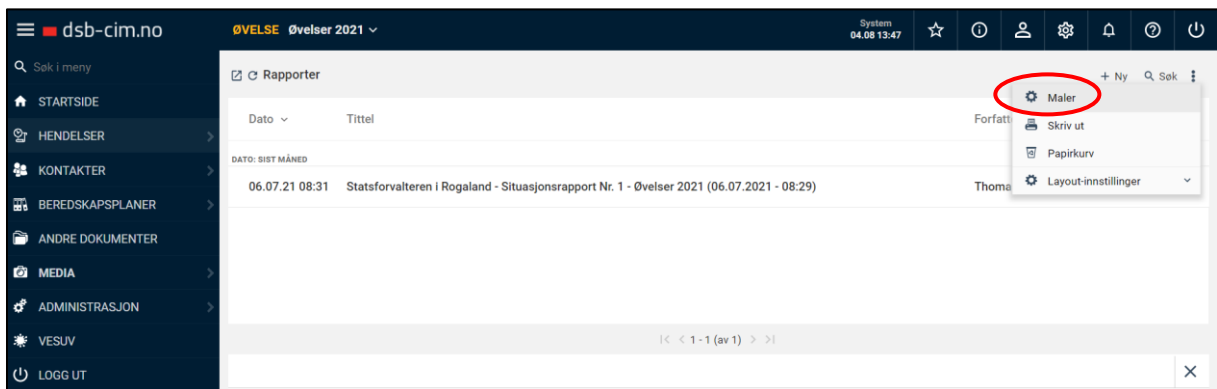 dsb-cim.no
ØVELSE Øvelser 2021
System
04.08 13:47
Søk i meny
STARTSIDE
HENDELSER
KONTAKTER
BEREDSKAPSPLANER
ANDRE DOKUMENTER
MEDIA
ADMINISTRASJON
VESUV
LOGG UT
Rapporter
+ Ny Søk
Maler
Skriv ut
Papirkurv
Layout-innstillinger
Dato Tittel Forfatt
DATO: SIST MÅNED
06.07.21 08:31 Statsforvalteren i Rogaland - Situasjonsrapport Nr. 1 - Øvelser 2021 (06.07.2021 - 08:29) Thoma
1 - 1 (av 1)